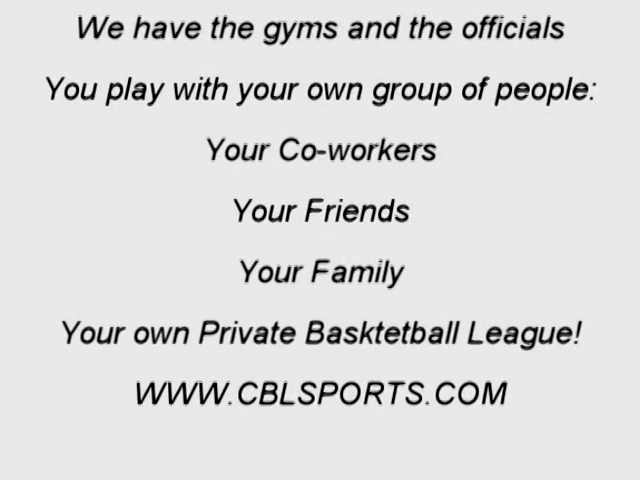 We have the gyms and the officials
You play with your own group of people:
Your Co-workers
Your Friends
Your Family
Your own Private Basktetball League!
WWW.CBLSPORTS.COM